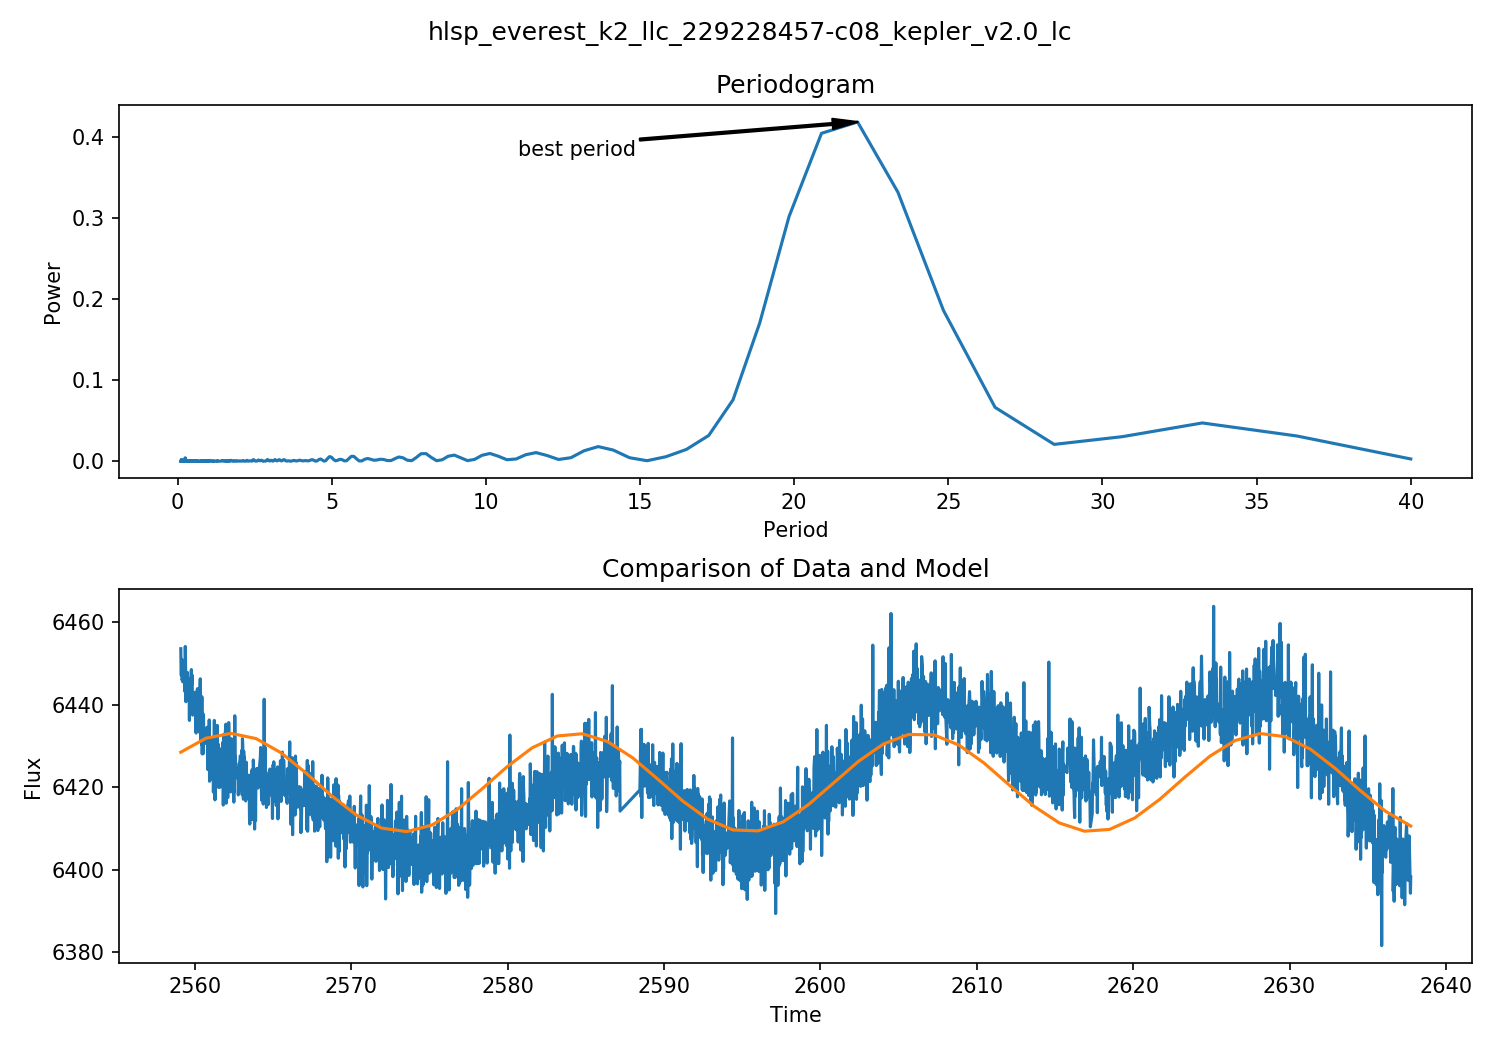 hlsp_everest_k2_llc_229228457-c08_kepler_v2.0_lc
Periodogram
best period
Power
0.4
0.3
0.2
0.1
0.0
0 5 10 15 20 25 30 35 40
Period
Comparison of Data and Model
Flux
6460
6440
6420
6400
6380
2560 2570 2580 2590 2600 2610 2620 2630 2640
Time